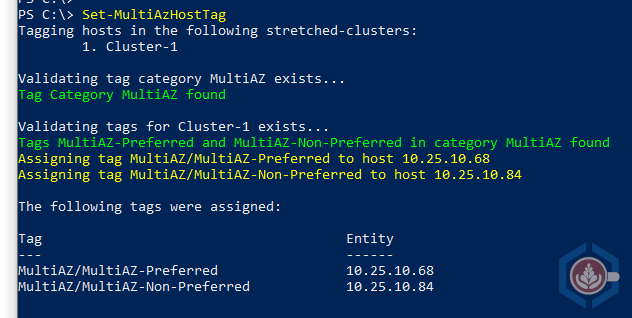 PS C:\> Set-MultiAzHostTag
Tagging hosts in the following stretched-clusters:
1. Cluster-1
Validating tag category MultiAZ exists...
Tag Category MultiAZ found
Validating tags for Cluster-1 exists...
Tags MultiAZ-Preferred and MultiAZ-Non-Preferred in category MultiAZ found
Assigning tag MultiAZ/MultiAZ-Preferred to host 10.25.10.68
Assigning tag MultiAZ/MultiAZ-Non-Preferred to host 10.25.10.84
The following tags were assigned:
Tag Entity
--- ------
MultiAZ/MultiAZ-Preferred 10.25.10.68
MultiAZ/MultiAZ-Non-Preferred 10.25.10.84